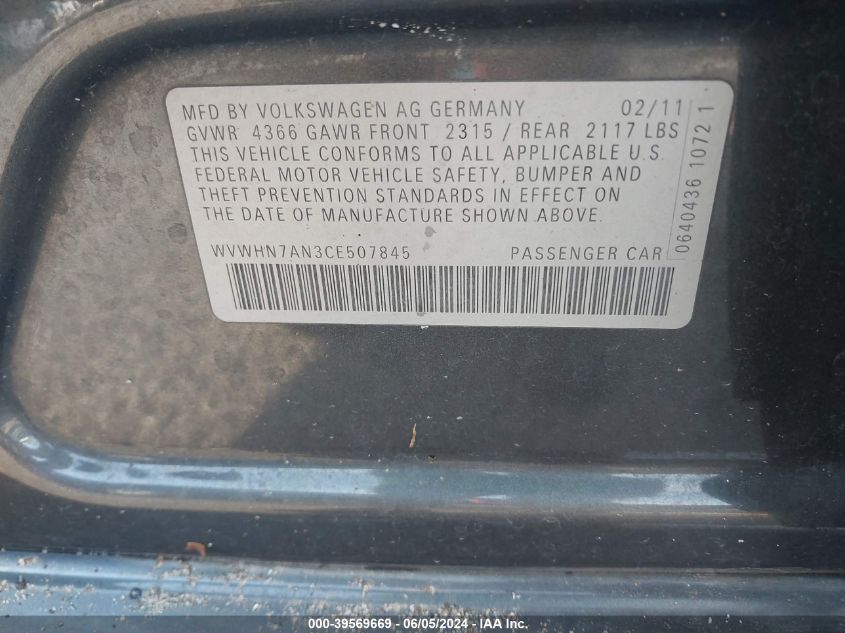 MFD BY VOLKSWAGEN AG GERMANY 02/11
GVWR 4366 GAWR FRONT 2315 / REAR 2117 LBS
THIS VEHICLE CONFORMS TO ALL APPLICABLE U.S.
FEDERAL MOTOR VEHICLE SAFETY, BUMPER AND
THEFT PREVENTION STANDARDS IN EFFECT ON
THE DATE OF MANUFACTURE SHOWN ABOVE.
WVWHN7AN3CE507845 PASSENGER CAR
0640436 1072 1
000-39569669 / 06/05/2024 - IAA Inc.